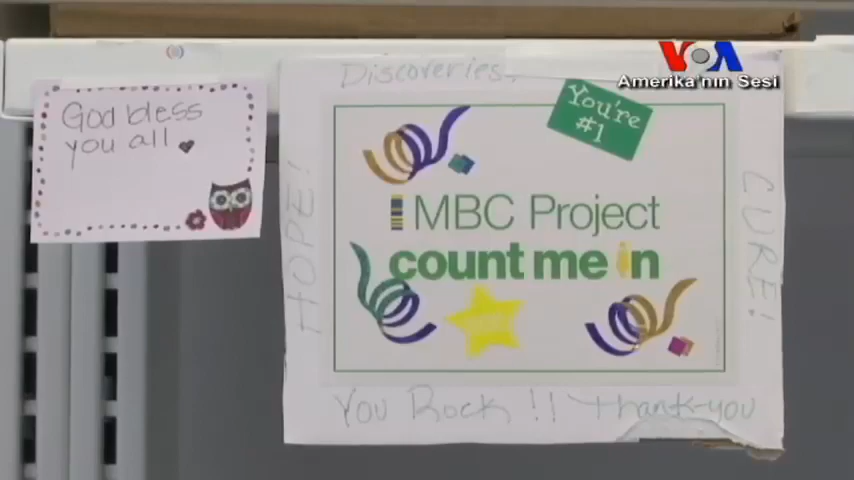 VOA
Amerika'nın Sesi
God bless
you all
Discoveries
You're
#1
HOPE!
MBC Project
count me in
CURE!
You Rock!! Thank-you